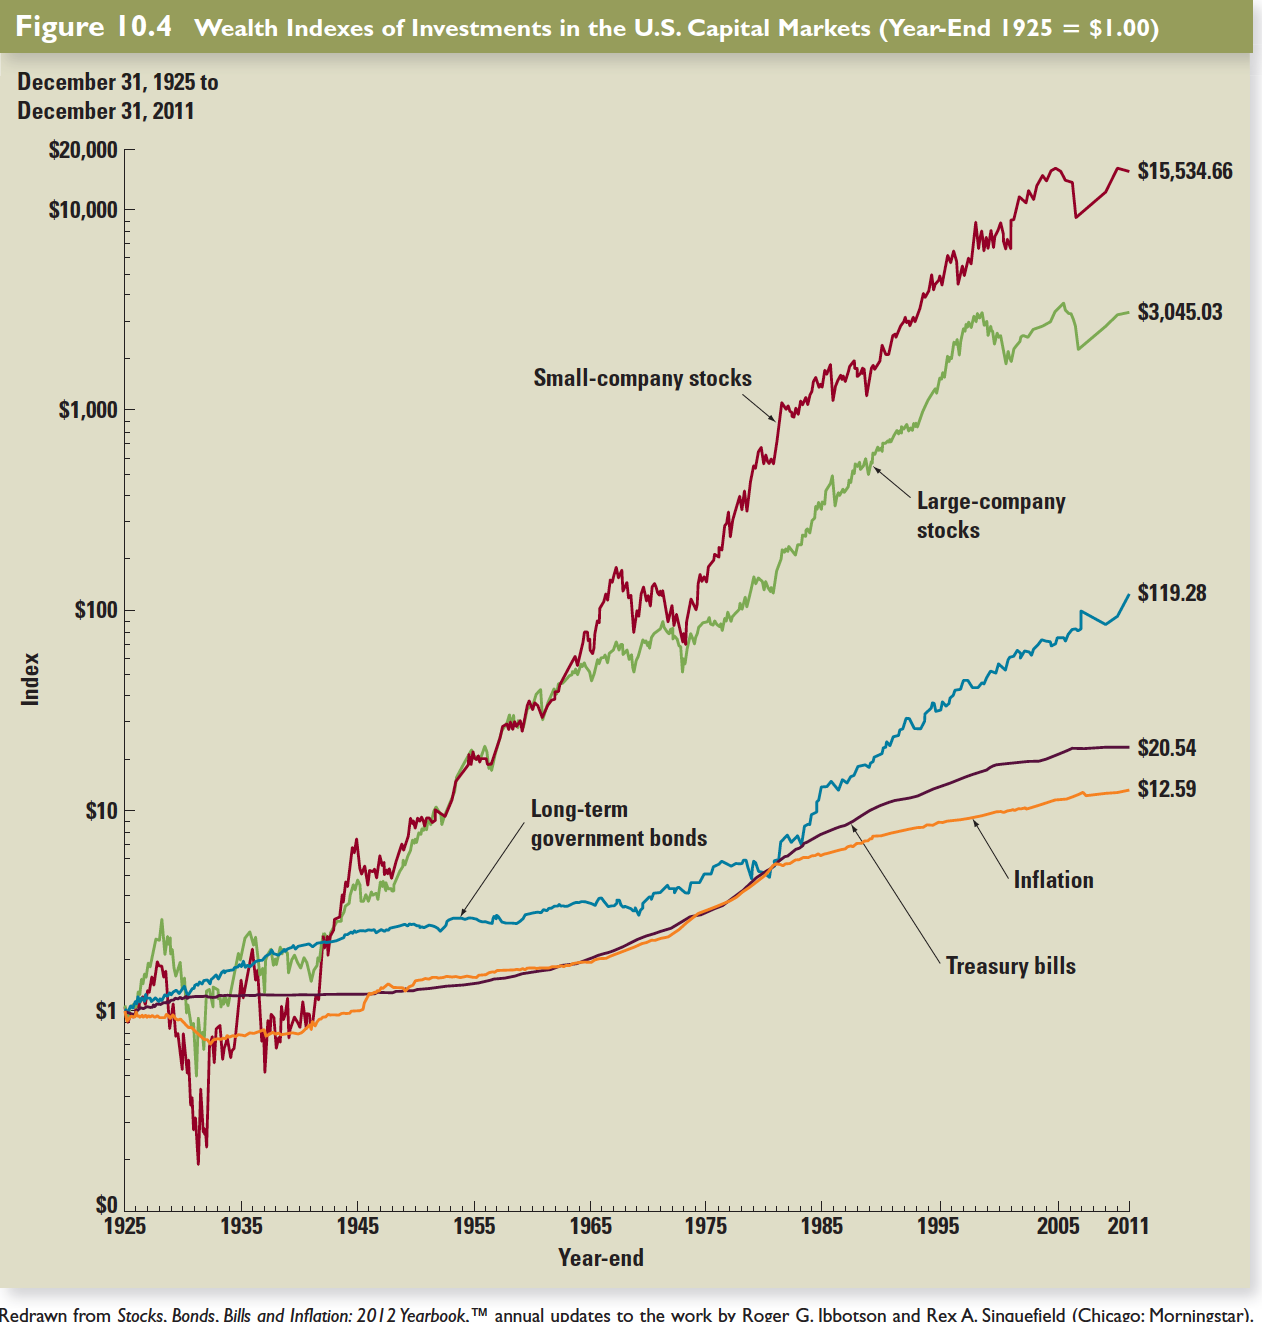 Figure 10.4 Wealth Indexes of Investments in the U.S. Capital Markets (Year-End 1925 = $1.00)
December 31, 1925 to
December 31, 2011
$20,000
$15,534.66
$10,000
$3,045.03
Small-company stocks
$1,000
Large-company
stocks
$119.28
$100
Index
$20.54
$12.59
$10
Long-term
government bonds
Inflation
Treasury bills
$1
$0
1925 1935 1945 1955 1965 1975 1985 1995 2005 2011
Year-end
Redrawn from Stocks, Bonds, Bills and Inflation: 2012 Yearbook,™ annual updates to the work by Roger G. Ibbotson and Rex A. Sinquefield (Chicago: Morningstar).